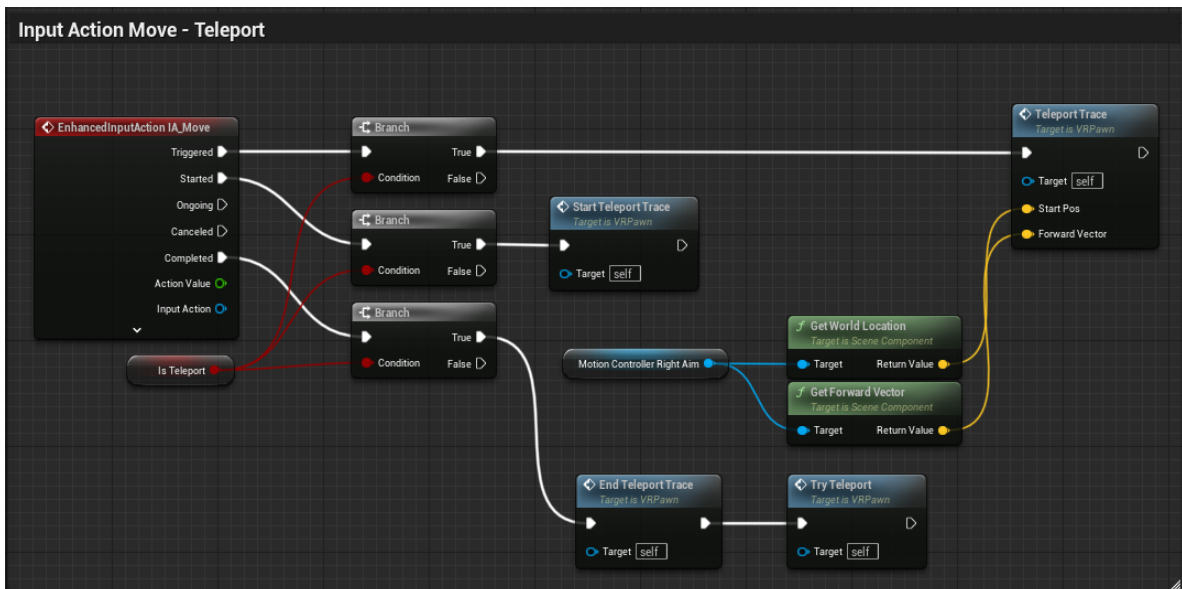 Input Action Move - Teleport
EnhancedInputAction IA_Move
Triggered
Started
Ongoing
Canceled
Completed
Action Value
Input Action
Is Teleport
Branch
True
Condition
False
Branch
True
Condition
False
Branch
True
Condition
False
Start Teleport Trace
Target is VRPawn
Target self
Teleport Trace
Target is VRPawn
Target self
Start Pos
Forward Vector
Motion Controller Right Aim
Get World Location
Target is Scene Component
Target Return Value
Get Forward Vector
Target is Scene Component
Target Return Value
End Teleport Trace
Target is VRPawn
Target self
Try Teleport
Target is VRPawn
Target self